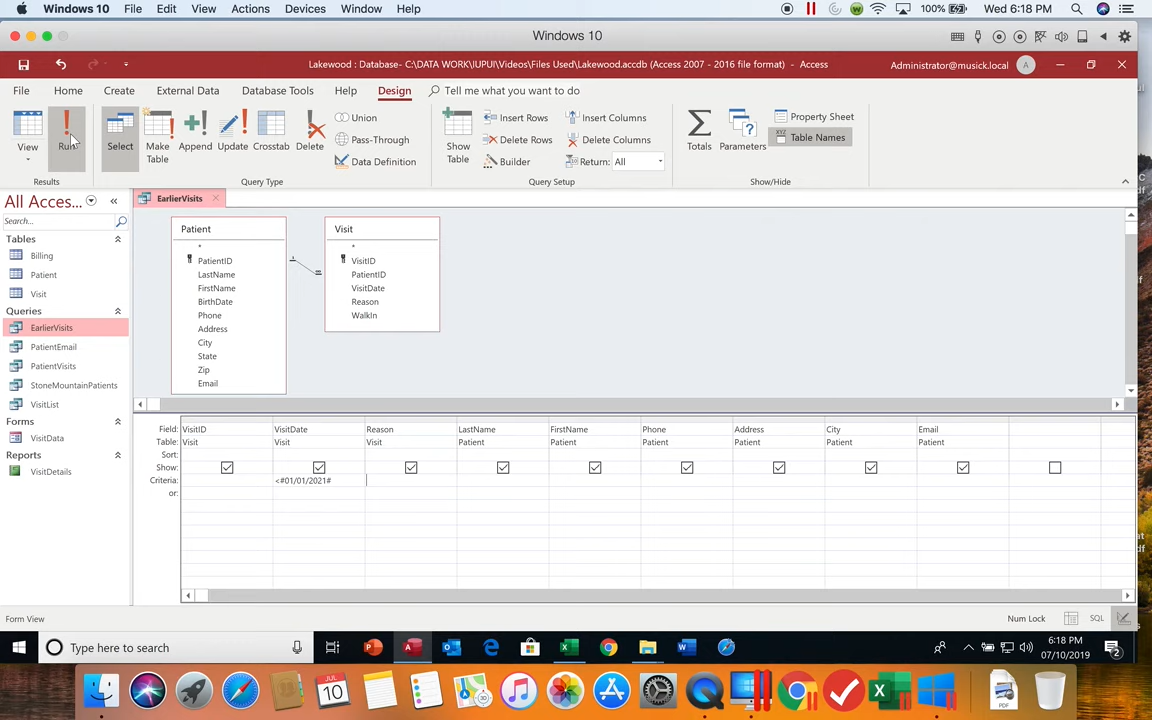 Windows 10 File Edit View Actions Devices Window Help 100% Wed 6:18 PM
Windows 10
Lakewood : Database- C:\DATA WORK\IUPUI\Videos\Files Used\Lakewood.accdb (Access 2007 - 2016 file format) - Access Administrator@musick.local A
File Home Create External Data Database Tools Help Design Tell me what you want to do
View
Run
Select
Make Table
Append
Update
Crosstab
Delete
Union
Pass-Through
Data Definition
Show Table
Insert Rows
Delete Rows
Builder
Insert Columns
Delete Columns
Return: All
Totals
Parameters
Property Sheet
XYZ Table Names
Results Query Type Query Setup Show/Hide
All Acces...
Search...
Tables
Billing
Patient
Visit
Queries
EarlierVisits
PatientEmail
PatientVisits
StoneMountainPatients
VisitList
Forms
VisitData
Reports
VisitDetails
EarlierVisits
Patient
*
PatientID
LastName
FirstName
BirthDate
Phone
Address
City
State
Zip
Email
Visit
*
VisitID
PatientID
VisitDate
Reason
WalkIn
Field: VisitID VisitDate Reason LastName FirstName Phone Address City Email
Table: Visit Visit Visit Patient Patient Patient Patient Patient Patient
Sort:
Show:
Criteria: <#01/01/2021#
or:
Form View Num Lock SQL
Type here to search
6:18 PM
07/10/2019
2
JUL
10
PDF